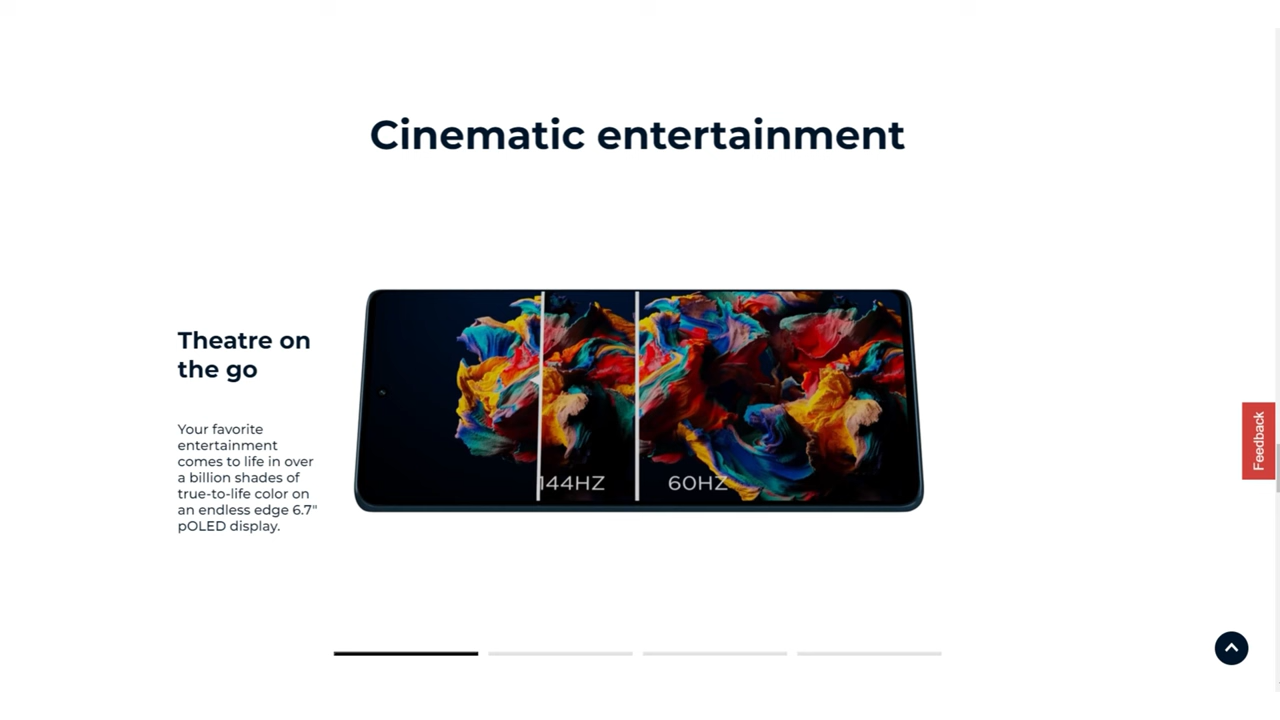 Cinematic entertainment
Theatre on
the go
Your favorite
entertainment
comes to life in over
a billion shades of
true-to-life color on
an endless edge 6.7"
pOLED display.
144HZ
60HZ
Feedback